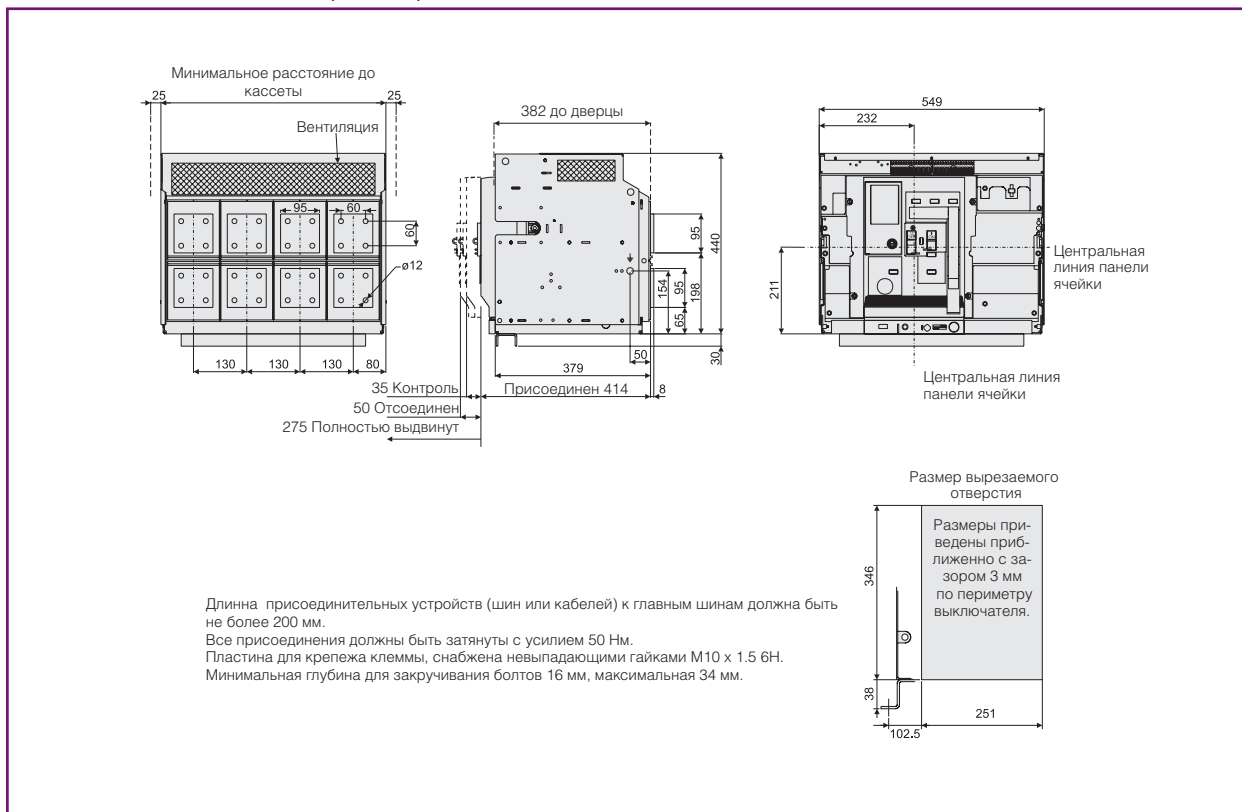 Минимальное расстояние до
кассеты
25
25
Вентиляция
95
60
60
ø12
130
130
130
80
382 до дверцы
440
95
198
95
154
65
50
30
379
35 Контроль
Присоединен 414
8
50 Отсоединен
275 Полностью выдвинут
549
232
211
Центральная
линия панели
ячейки
Центральная линия
панели ячейки
Размер вырезаемого
отверстия
Размеры при-
ведены приб-
лиженно с за-
зором 3 мм
по периметру
выключателя.
346
38
251
102.5
Длинна присоединительных устройств (шин или кабелей) к главным шинам должна быть
не более 200 мм.
Все присоединения должны быть затянуты с усилием 50 Нм.
Пластина для крепежа клеммы, снабжена невыпадающими гайками М10 x 1.5 6Н.
Минимальная глубина для закручивания болтов 16 мм, максимальная 34 мм.